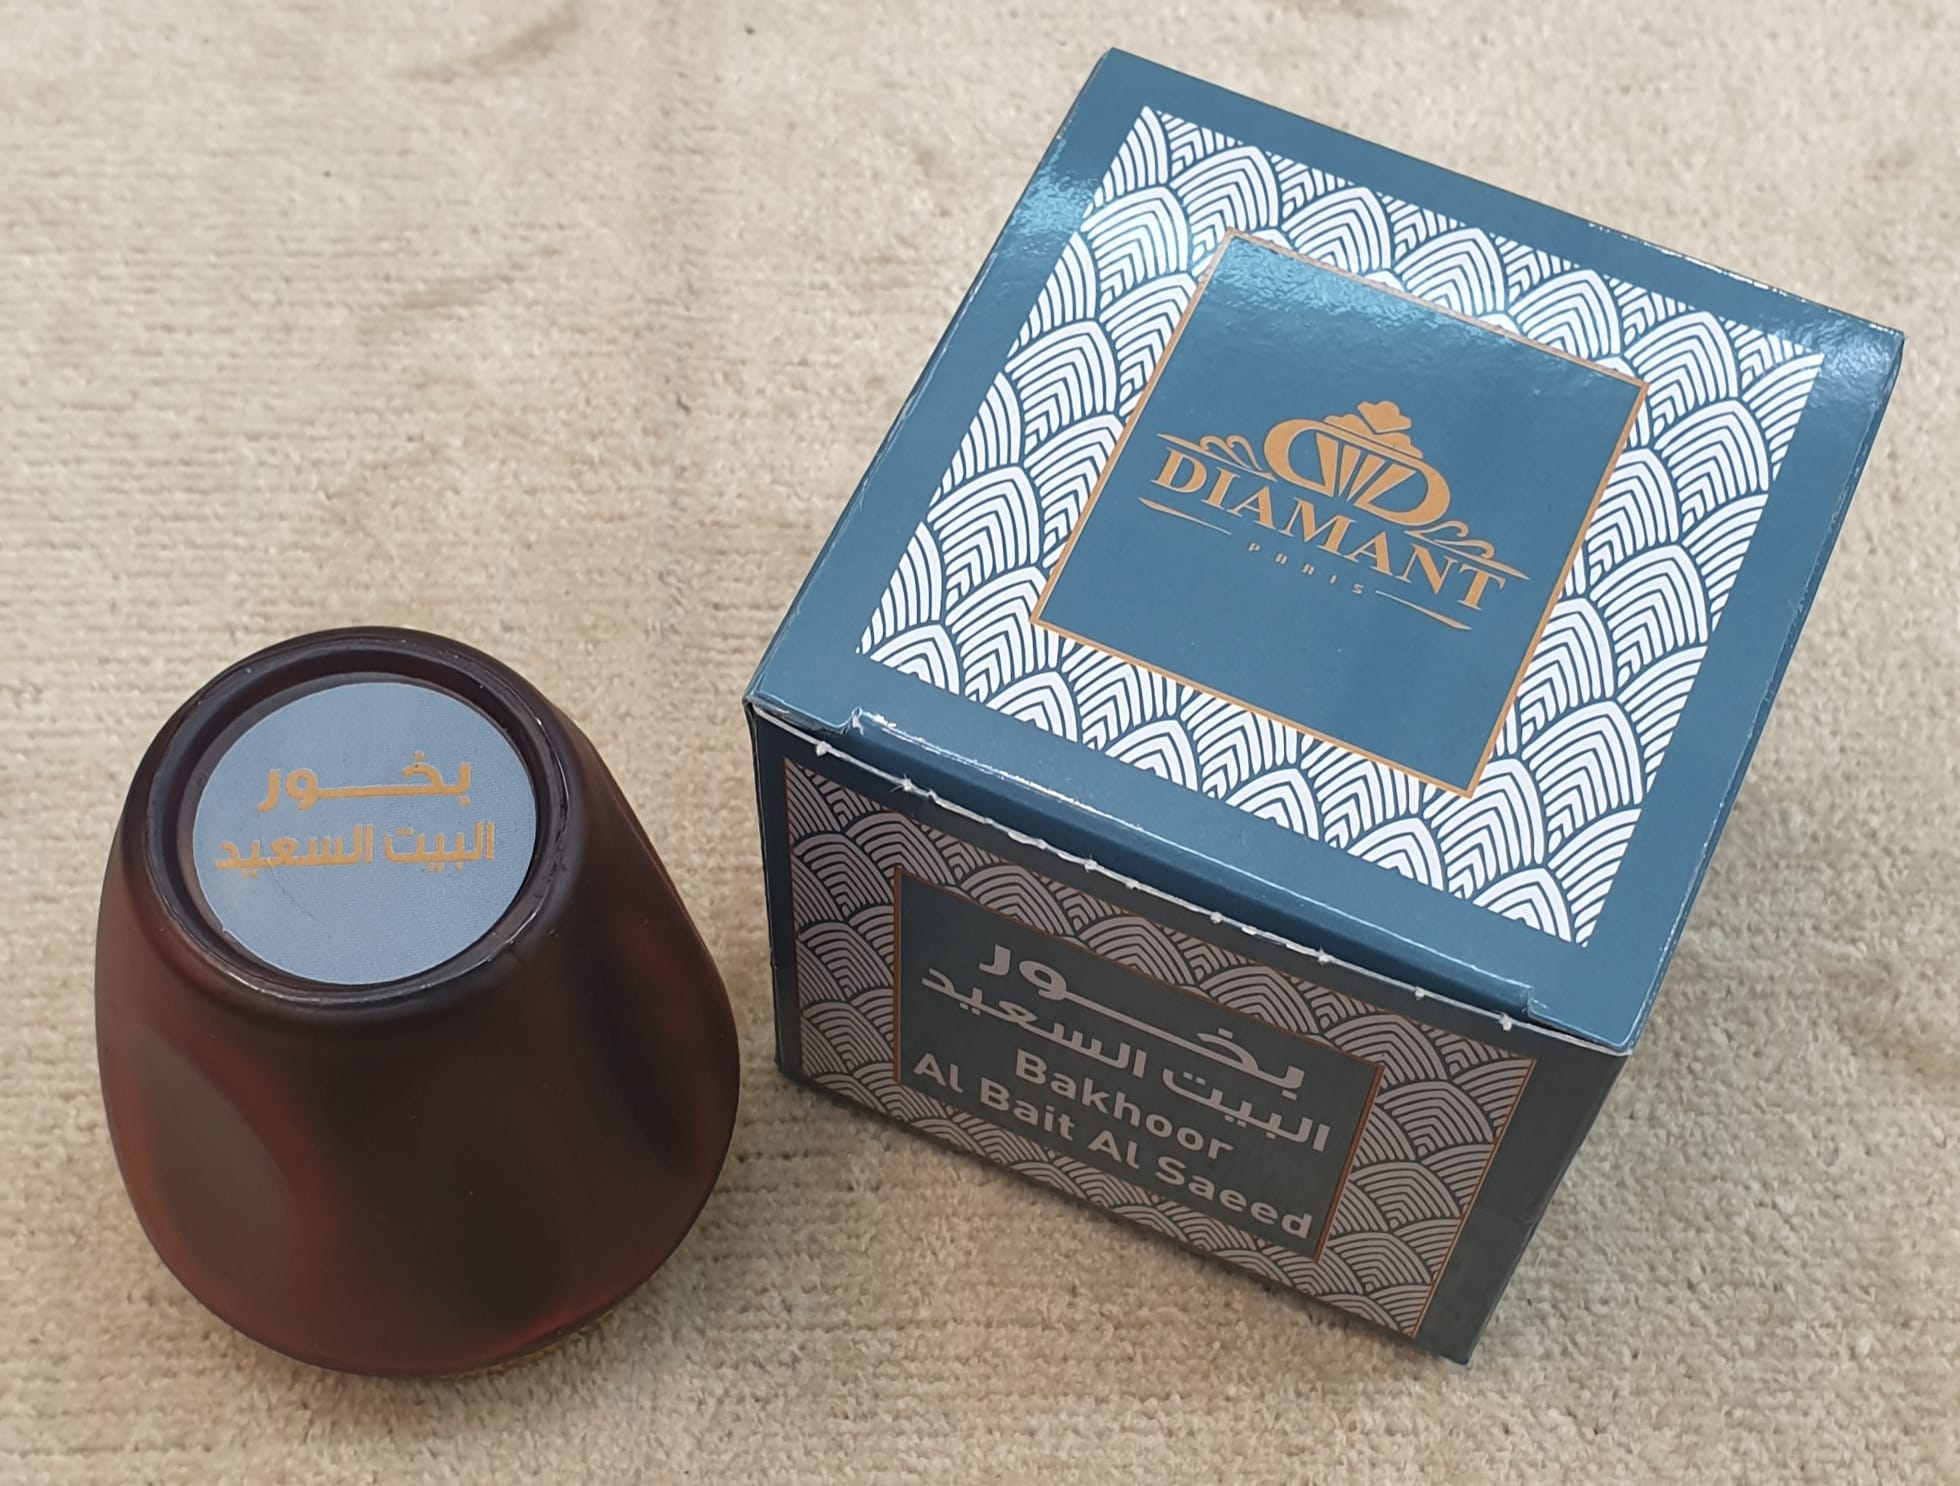 بخور
البيت السعيد
DIAMANT
PARIS
بخور
البيت السعيد
Bakhoor
Al Bait Al Saeed